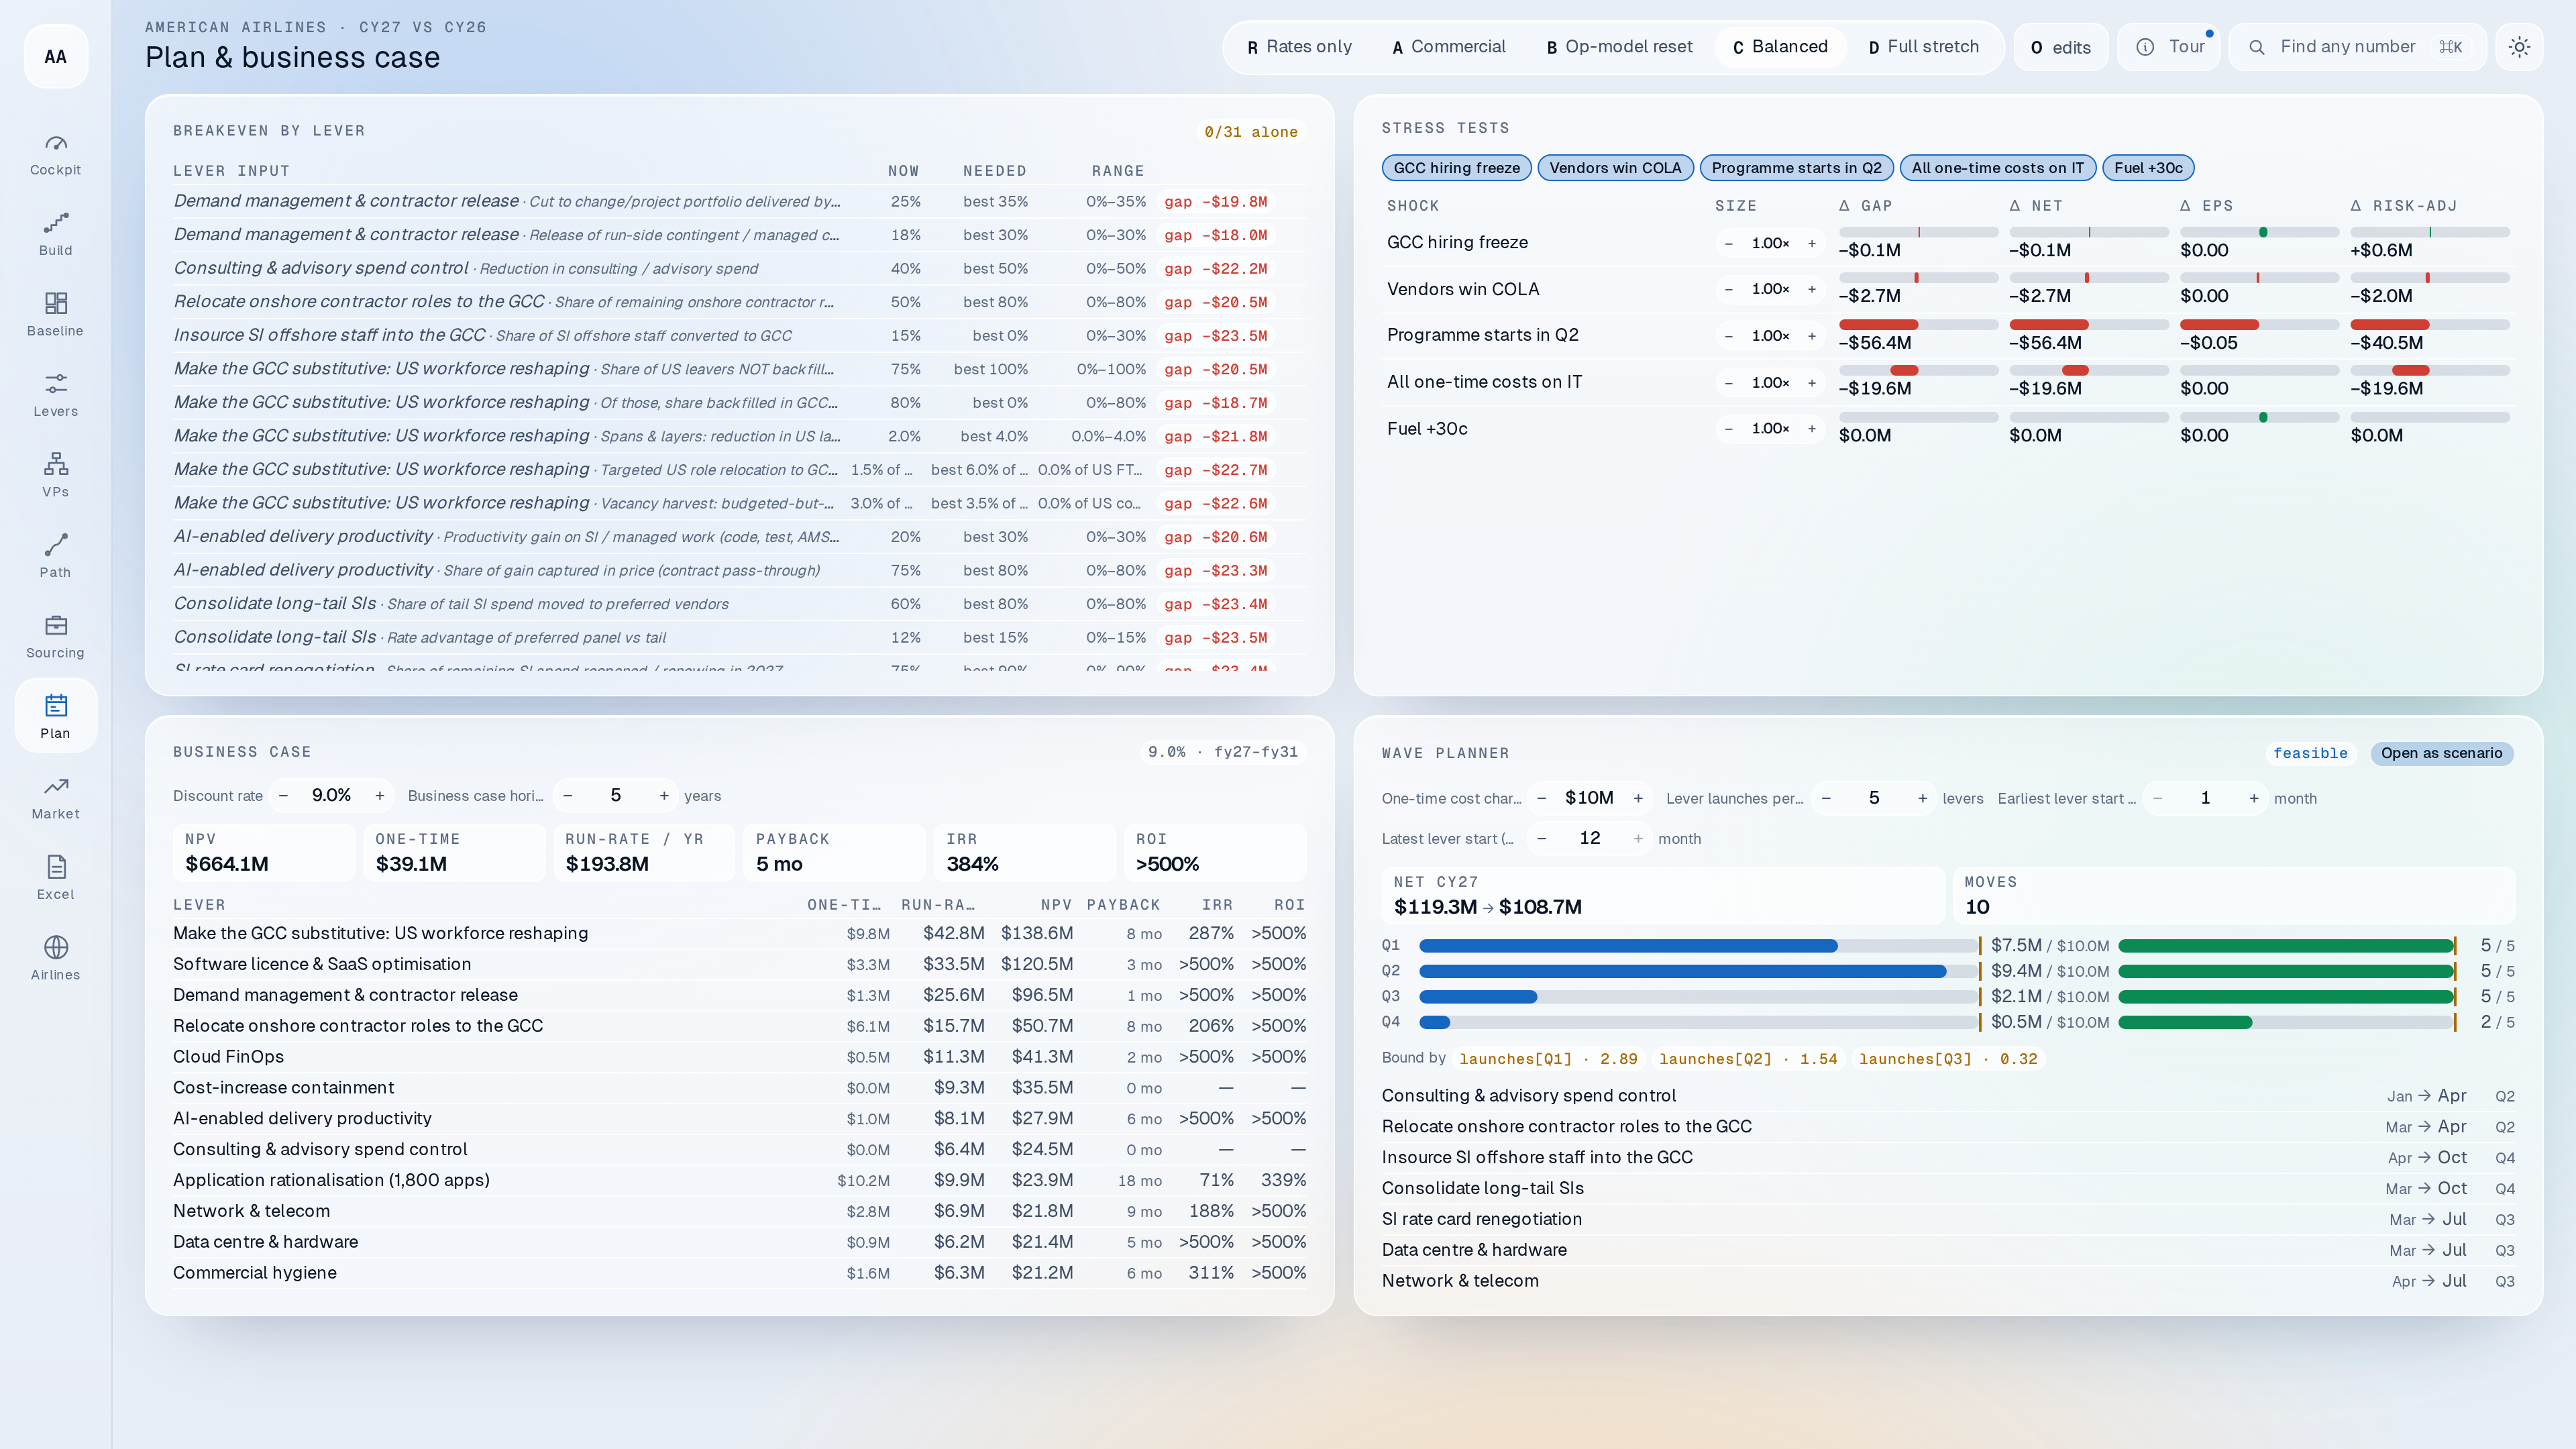 AA
Cockpit
Build
Baseline
Levers
VPs
Path
Sourcing
Plan
Market
Excel
Airlines
AMERICAN AIRLINES · CY27 VS CY26
Plan & business case
R Rates only A Commercial B Op-model reset C Balanced D Full stretch
0 edits
Tour
Find any number ⌘K
BREAKEVEN BY LEVER 0/31 alone
LEVER INPUT NOW NEEDED RANGE
Demand management & contractor release · Cut to change/project portfolio delivered by… 25% best 35% 0%–35% gap −$19.8M
Demand management & contractor release · Release of run-side contingent / managed c… 18% best 30% 0%–30% gap −$18.0M
Consulting & advisory spend control · Reduction in consulting / advisory spend 40% best 50% 0%–50% gap −$22.2M
Relocate onshore contractor roles to the GCC · Share of remaining onshore contractor r… 50% best 80% 0%–80% gap −$20.5M
Insource SI offshore staff into the GCC · Share of SI offshore staff converted to GCC 15% best 0% 0%–30% gap −$23.5M
Make the GCC substitutive: US workforce reshaping · Share of US leavers NOT backfill… 75% best 100% 0%–100% gap −$20.5M
Make the GCC substitutive: US workforce reshaping · Of those, share backfilled in GCC… 80% best 0% 0%–80% gap −$18.7M
Make the GCC substitutive: US workforce reshaping · Spans & layers: reduction in US la… 2.0% best 4.0% 0.0%–4.0% gap −$21.8M
Make the GCC substitutive: US workforce reshaping · Targeted US role relocation to GC… 1.5% of … best 6.0% of … 0.0% of US FT… gap −$22.7M
Make the GCC substitutive: US workforce reshaping · Vacancy harvest: budgeted-but-… 3.0% of … best 3.5% of … 0.0% of US co… gap −$22.6M
AI-enabled delivery productivity · Productivity gain on SI / managed work (code, test, AMS… 20% best 30% 0%–30% gap −$20.6M
AI-enabled delivery productivity · Share of gain captured in price (contract pass-through) 75% best 80% 0%–80% gap −$23.3M
Consolidate long-tail SIs · Share of tail SI spend moved to preferred vendors 60% best 80% 0%–80% gap −$23.4M
Consolidate long-tail SIs · Rate advantage of preferred panel vs tail 12% best 15% 0%–15% gap −$23.5M
SI rate card renegotiation · Share of remaining SI spend reopened / renewing in 2027 75% best 90% 0%–90% gap −$23.4M
STRESS TESTS
GCC hiring freeze Vendors win COLA Programme starts in Q2 All one-time costs on IT Fuel +30c
SHOCK SIZE Δ GAP Δ NET Δ EPS Δ RISK-ADJ
GCC hiring freeze − 1.00× + −$0.1M −$0.1M $0.00 +$0.6M
Vendors win COLA − 1.00× + −$2.7M −$2.7M $0.00 −$2.0M
Programme starts in Q2 − 1.00× + −$56.4M −$56.4M −$0.05 −$40.5M
All one-time costs on IT − 1.00× + −$19.6M −$19.6M $0.00 −$19.6M
Fuel +30c − 1.00× + $0.0M $0.0M $0.00 $0.0M
BUSINESS CASE 9.0% · fy27–fy31
Discount rate − 9.0% + Business case hori… − 5 + years
NPV ONE-TIME RUN-RATE / YR PAYBACK IRR ROI
$664.1M $39.1M $193.8M 5 mo 384% >500%
LEVER ONE-TI… RUN-RA… NPV PAYBACK IRR ROI
Make the GCC substitutive: US workforce reshaping $9.8M $42.8M $138.6M 8 mo 287% >500%
Software licence & SaaS optimisation $3.3M $33.5M $120.5M 3 mo >500% >500%
Demand management & contractor release $1.3M $25.6M $96.5M 1 mo >500% >500%
Relocate onshore contractor roles to the GCC $6.1M $15.7M $50.7M 8 mo 206% >500%
Cloud FinOps $0.5M $11.3M $41.3M 2 mo >500% >500%
Cost-increase containment $0.0M $9.3M $35.5M 0 mo — —
AI-enabled delivery productivity $1.0M $8.1M $27.9M 6 mo >500% >500%
Consulting & advisory spend control $0.0M $6.4M $24.5M 0 mo — —
Application rationalisation (1,800 apps) $10.2M $9.9M $23.9M 18 mo 71% 339%
Network & telecom $2.8M $6.9M $21.8M 9 mo 188% >500%
Data centre & hardware $0.9M $6.2M $21.4M 5 mo >500% >500%
Commercial hygiene $1.6M $6.3M $21.2M 6 mo 311% >500%
WAVE PLANNER feasible Open as scenario
One-time cost char… − $10M + Lever launches per… − 5 + levers Earliest lever start … − 1 + month
Latest lever start (… − 12 + month
NET CY27 MOVES
$119.3M → $108.7M 10
Q1 $7.5M / $10.0M 5 / 5
Q2 $9.4M / $10.0M 5 / 5
Q3 $2.1M / $10.0M 5 / 5
Q4 $0.5M / $10.0M 2 / 5
Bound by launches[Q1] · 2.89 launches[Q2] · 1.54 launches[Q3] · 0.32
Consulting & advisory spend control Jan → Apr Q2
Relocate onshore contractor roles to the GCC Mar → Apr Q2
Insource SI offshore staff into the GCC Apr → Oct Q4
Consolidate long-tail SIs Mar → Oct Q4
SI rate card renegotiation Mar → Jul Q3
Data centre & hardware Mar → Jul Q3
Network & telecom Apr → Jul Q3